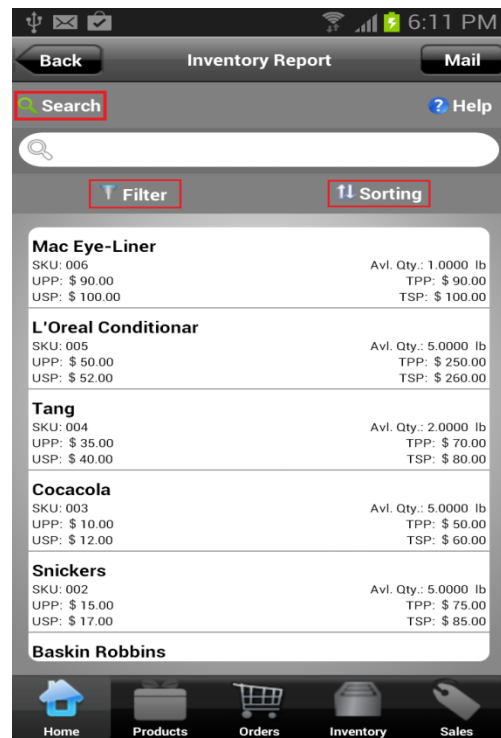 6:11 PM
Back Inventory Report Mail
Search Help
Filter Sorting
Mac Eye-Liner
SKU: 006 Avl. Qty.: 1.0000 lb
UPP: $ 90.00 TPP: $ 90.00
USP: $ 100.00 TSP: $ 100.00
L'Oreal Conditionar
SKU: 005 Avl. Qty.: 5.0000 lb
UPP: $ 50.00 TPP: $ 250.00
USP: $ 52.00 TSP: $ 260.00
Tang
SKU: 004 Avl. Qty.: 2.0000 lb
UPP: $ 35.00 TPP: $ 70.00
USP: $ 40.00 TSP: $ 80.00
Cocacola
SKU: 003 Avl. Qty.: 5.0000 lb
UPP: $ 10.00 TPP: $ 50.00
USP: $ 12.00 TSP: $ 60.00
Snickers
SKU: 002 Avl. Qty.: 5.0000 lb
UPP: $ 15.00 TPP: $ 75.00
USP: $ 17.00 TSP: $ 85.00
Baskin Robbins
Home Products Orders Inventory Sales